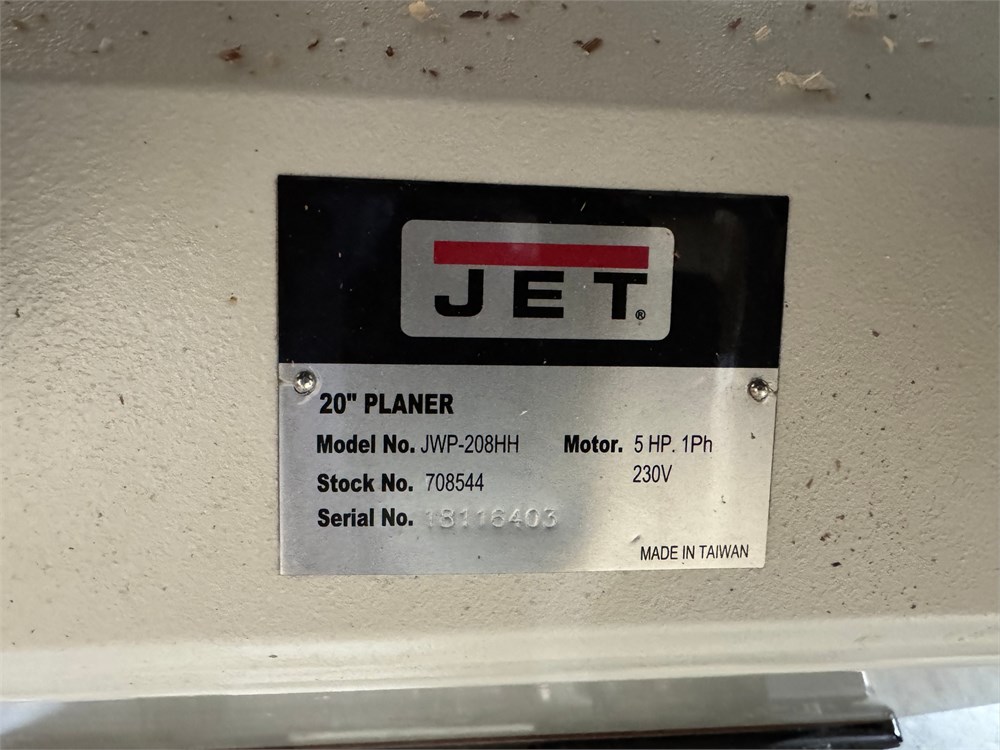 JET®
20" PLANER
Model No. JWP-208HH Motor. 5 HP. 1Ph
230V
Stock No. 708544
Serial No. 18116403
MADE IN TAIWAN